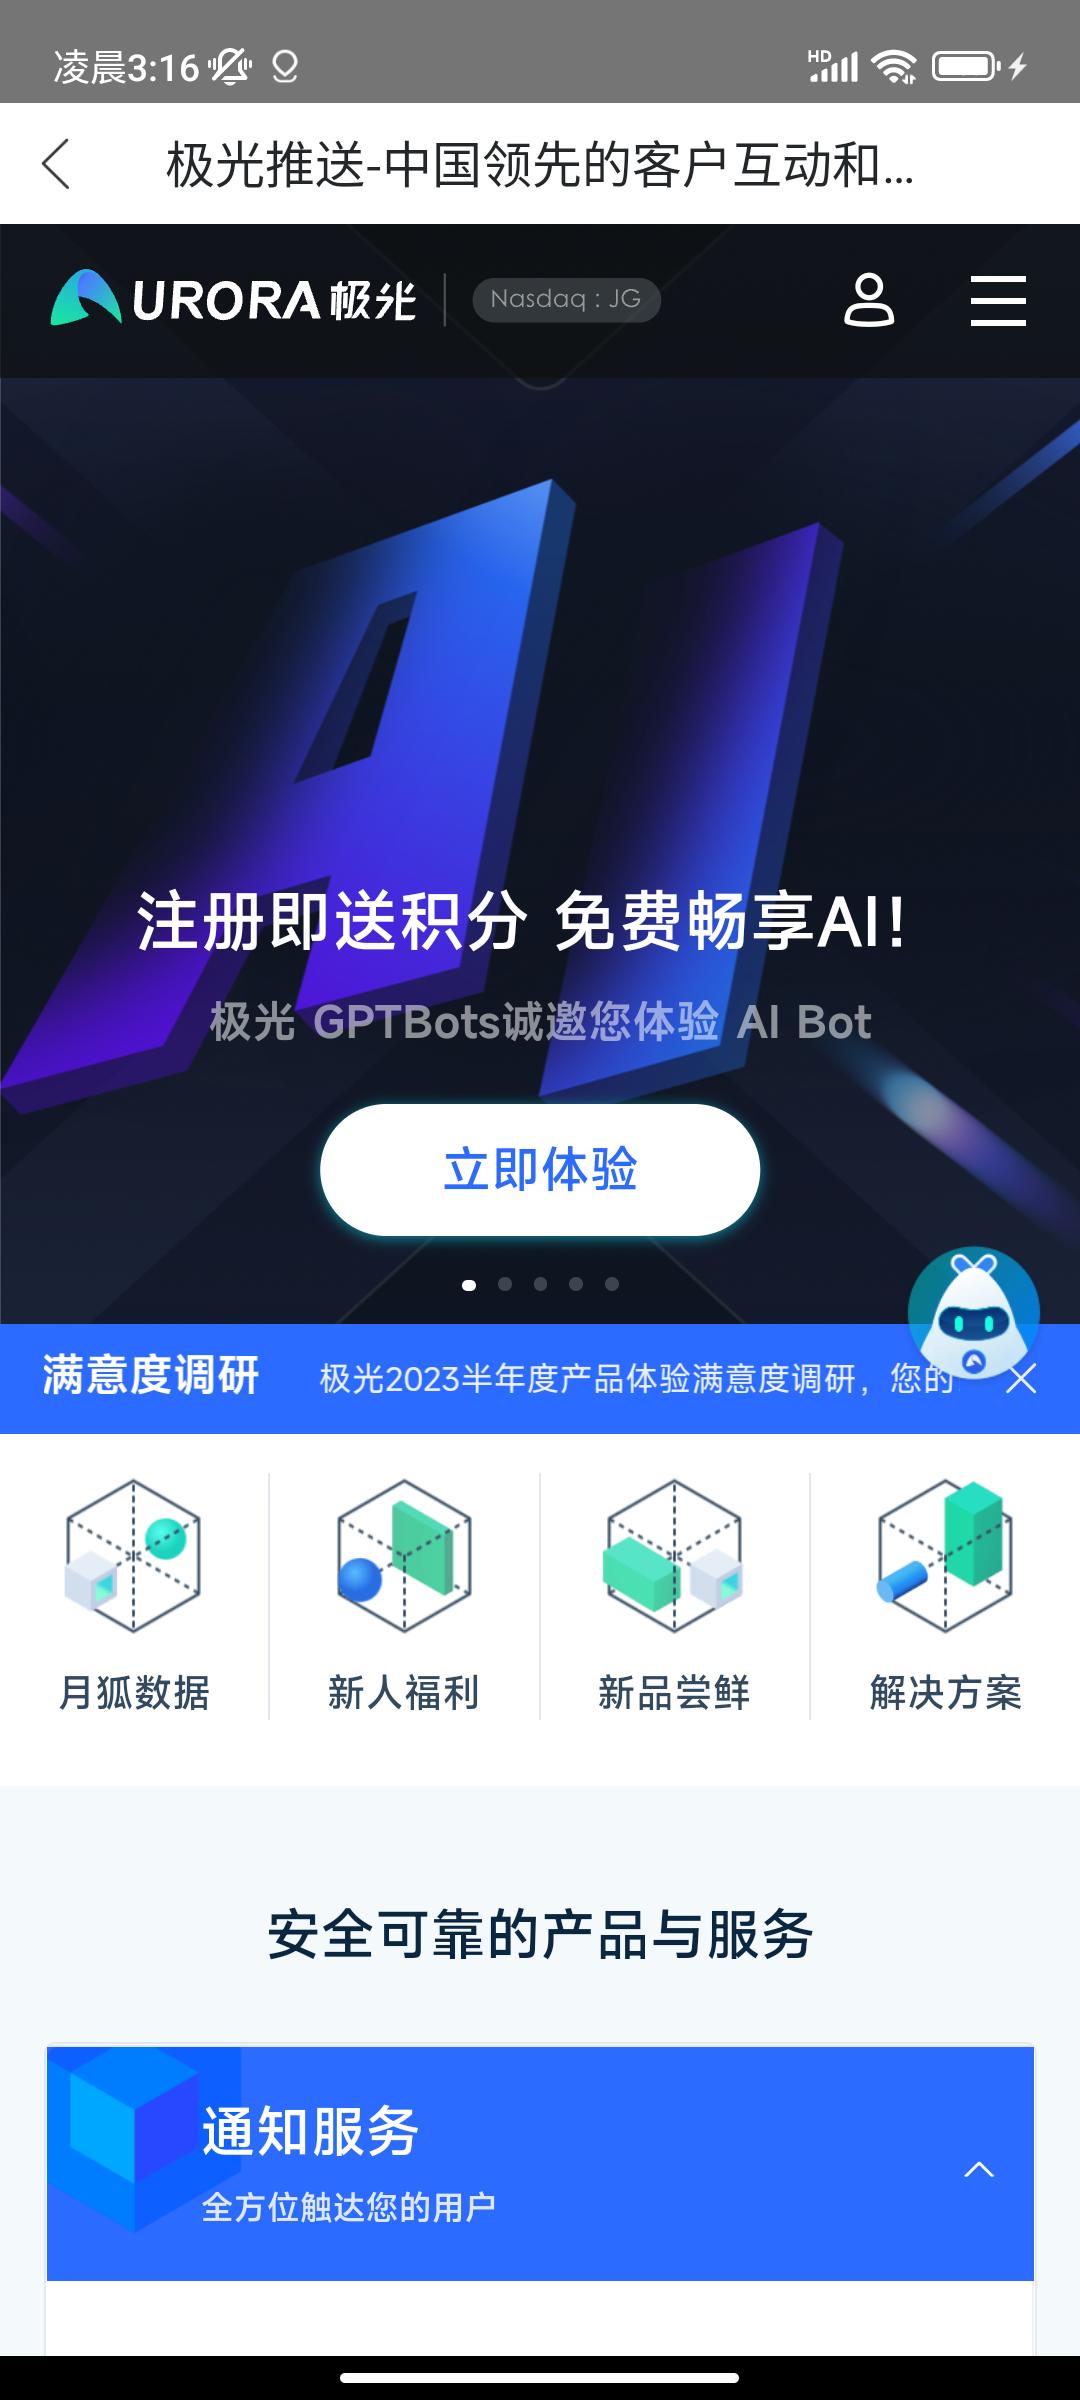 凌晨3:16
HD
极光推送-中国领先的客户互动和...
URORA极光
Nasdaq : JG
注册即送积分 免费畅享AI!
极光 GPTBots诚邀您体验 AI Bot
立即体验
满意度调研
极光2023半年度产品体验满意度调研，您的
月狐数据
新人福利
新品尝鲜
解决方案
安全可靠的产品与服务
通知服务
全方位触达您的用户